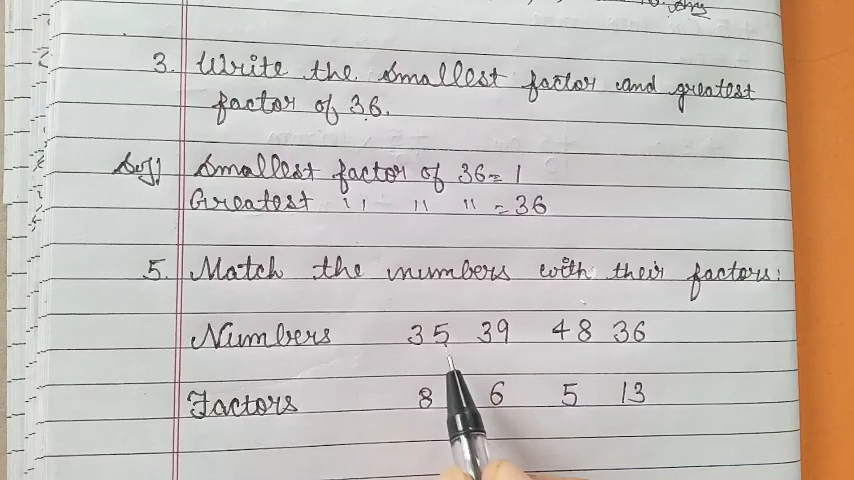 3. Write the smallest factor and greatest
factor of 36.
Smallest factor of 36 = 1
Greatest " " " = 36
5. Match the numbers with their factors:
Numbers 35 39 48 36
Factors 8 6 5 13